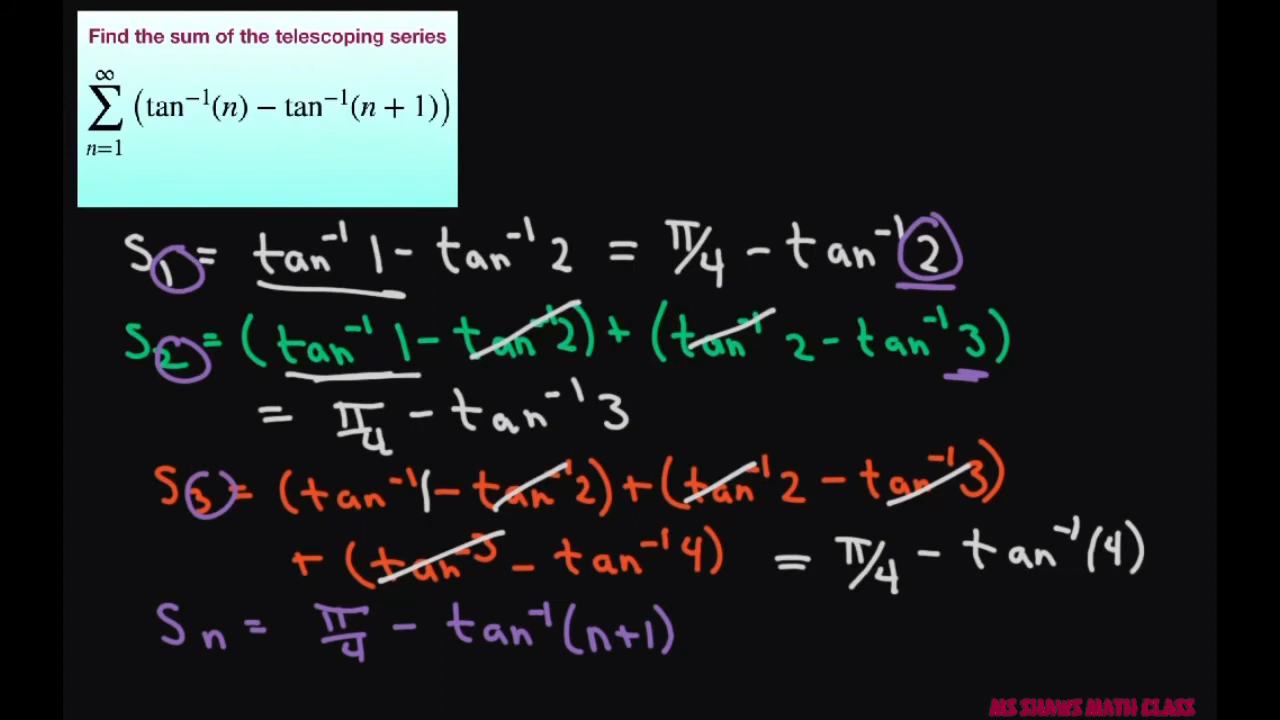 Find the sum of the telescoping series
∞
∑ (tan⁻¹(n) − tan⁻¹(n + 1))
n=1
S₁ = tan⁻¹ 1 - tan⁻¹ 2 = π/4 - tan⁻¹ 2
S₂ = (tan⁻¹ 1 - tan⁻¹ 2) + (tan⁻¹ 2 - tan⁻¹ 3)
= π/4 - tan⁻¹ 3
S₃ = (tan⁻¹ 1 - tan⁻¹ 2) + (tan⁻¹ 2 - tan⁻¹ 3)
+ (tan⁻³ - tan⁻¹ 4) = π/4 - tan⁻¹ (4)
Sₙ = π/4 - tan⁻¹ (n+1)
MS SHAWS MATH CLASS